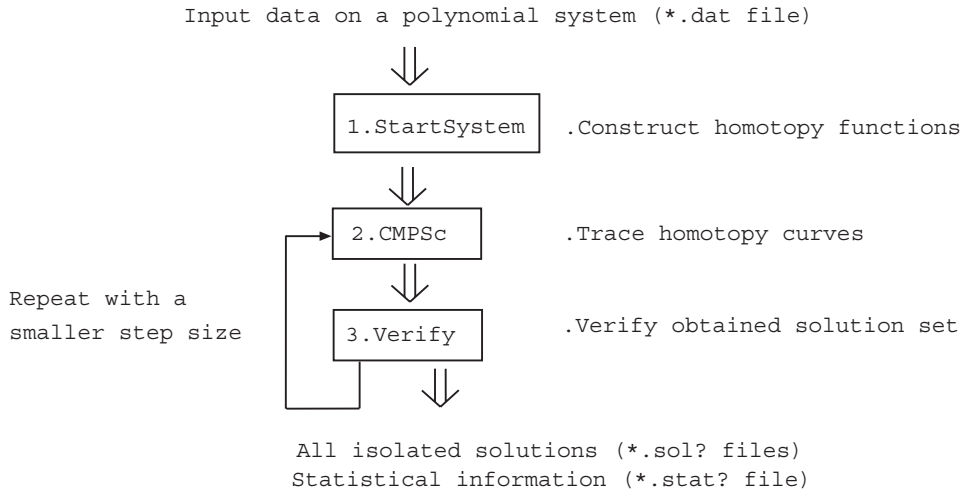 Input data on a polynomial system (*.dat file)
1.StartSystem
.Construct homotopy functions
2.CMPSc
.Trace homotopy curves
Repeat with a
smaller step size
3.Verify
.Verify obtained solution set
All isolated solutions (*.sol? files)
Statistical information (*.stat? file)